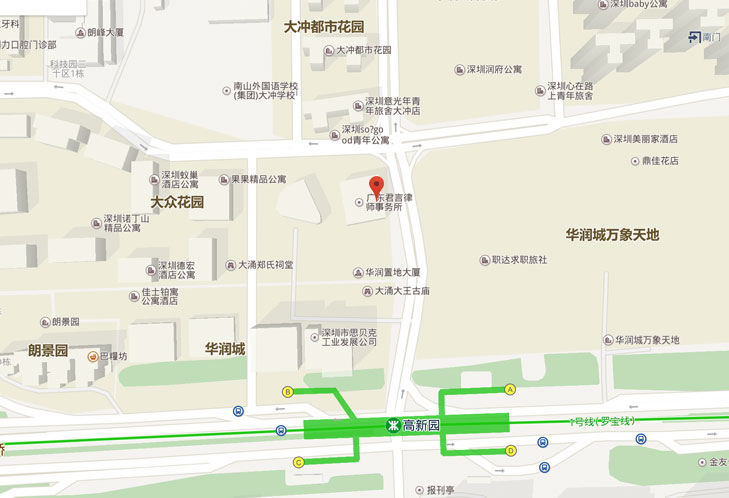 牙科
朗峰大厦
力口腔门诊部
科技园三
十区1栋
大冲都市花园
大冲都市花园
深圳baby公寓
南门
深圳润府公寓
南山外国语学校
(集团)大冲学校
深圳意光年青
年旅舍大冲店
深圳心在路
上青年旅舍
深圳so?go
od青年公寓
深圳美丽家酒店
鼎佳花店
深圳蚁巢
酒店公寓
果果精品公寓
大众花园
广东君言律
师事务所
深圳诺丁山
精品公寓
华润城万象天地
深圳德宏
酒店公寓
大涌郑氏祠堂
华润置地大厦
职达求职旅社
佳士铂寓
公寓酒店
大涌大王古庙
朗景园
深圳市思贝克
工业发展公司
华润城万象天地
朗景园
栋
巴糧坊
华润城
B
A
高新园
1号线(罗宝线)
桥
C
D
报刊亭
金友